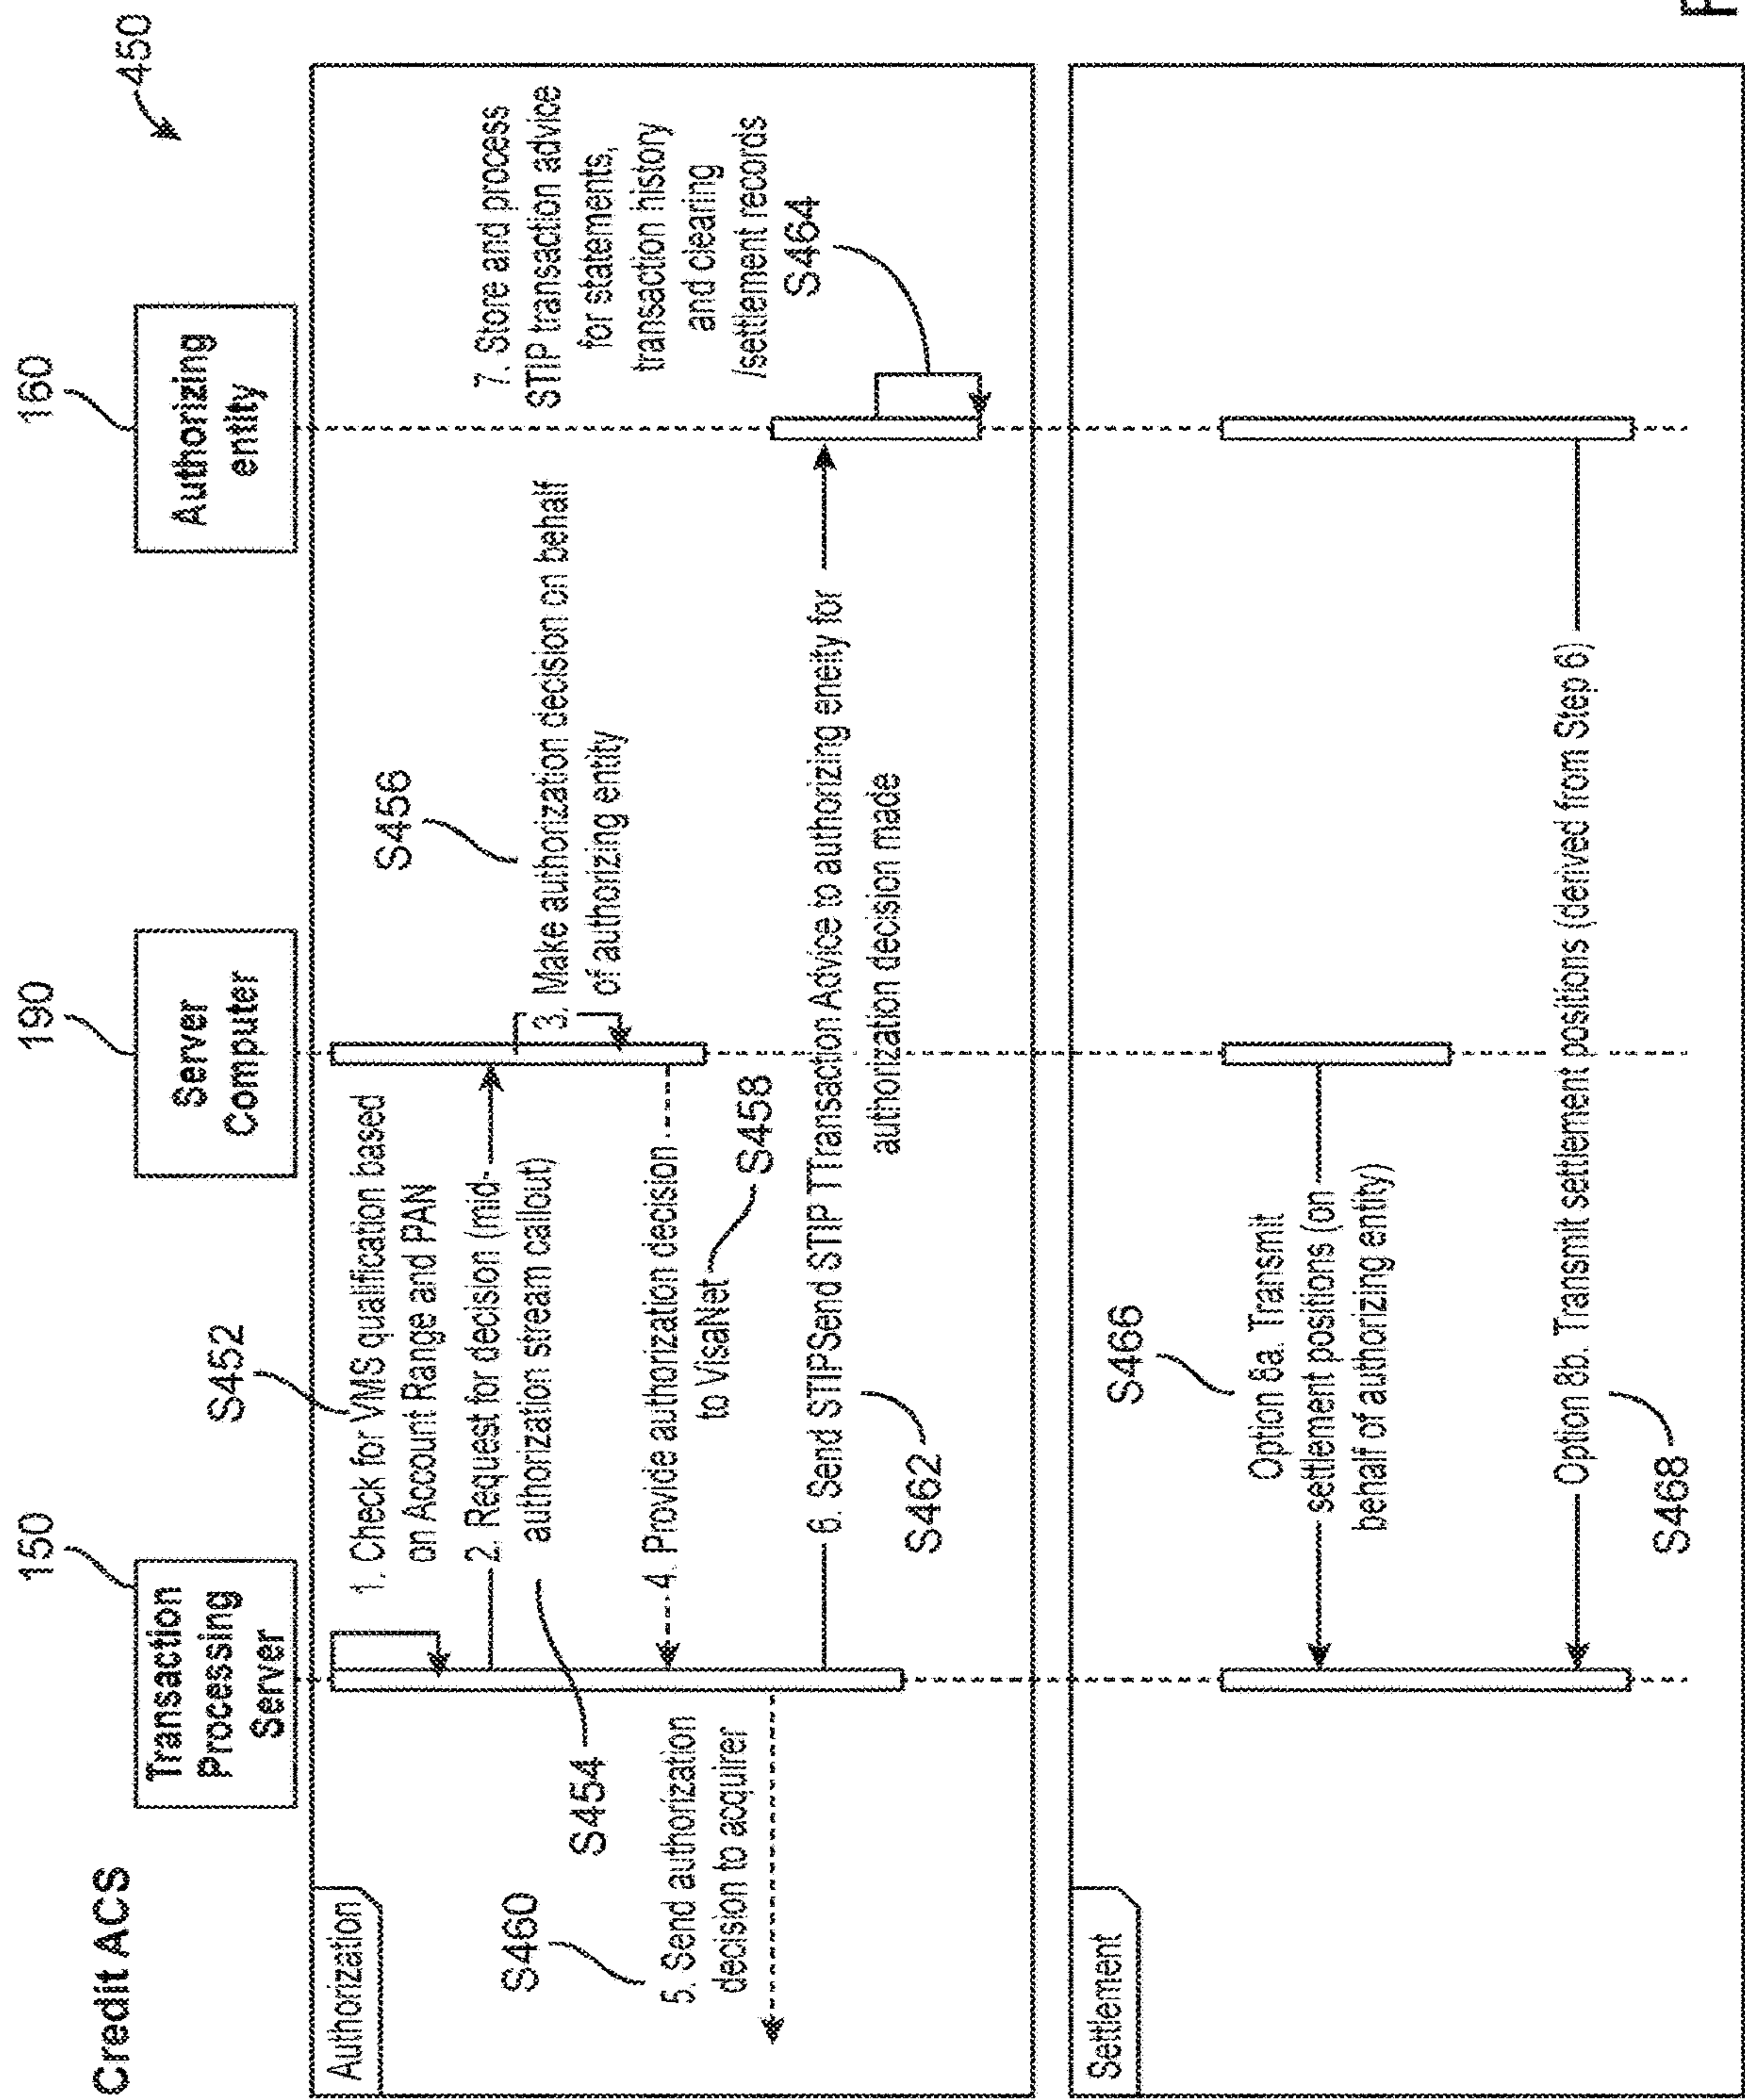 Credit ACS
450
150
Transaction
Processing
Server
190
Server
Computer
160
Authorizing
entity
Authorization
S452
1. Check for VMS qualification based
on Account Range and PAN
2. Request for decision (mid-
authorization stream callout)
S454
S456
3. Make authorization decision on behalf
of authorizing entity
4. Provide authorization decision
to VisaNet
S458
S460
5. Send authorization
decision to acquirer
6. Send STIPSend STIP TTransaction Advice to authorizing eneity for
authorization decision made
S462
7. Store and process
STIP transaction advice
for statements,
transaction history
and clearing
/settlement records
S464
Settlement
S466
Option 8a. Transmit
settlement positions (on
behalf of authorizing entity)
Option 8b. Transmit settlement positions (derived from Step 6)
S468